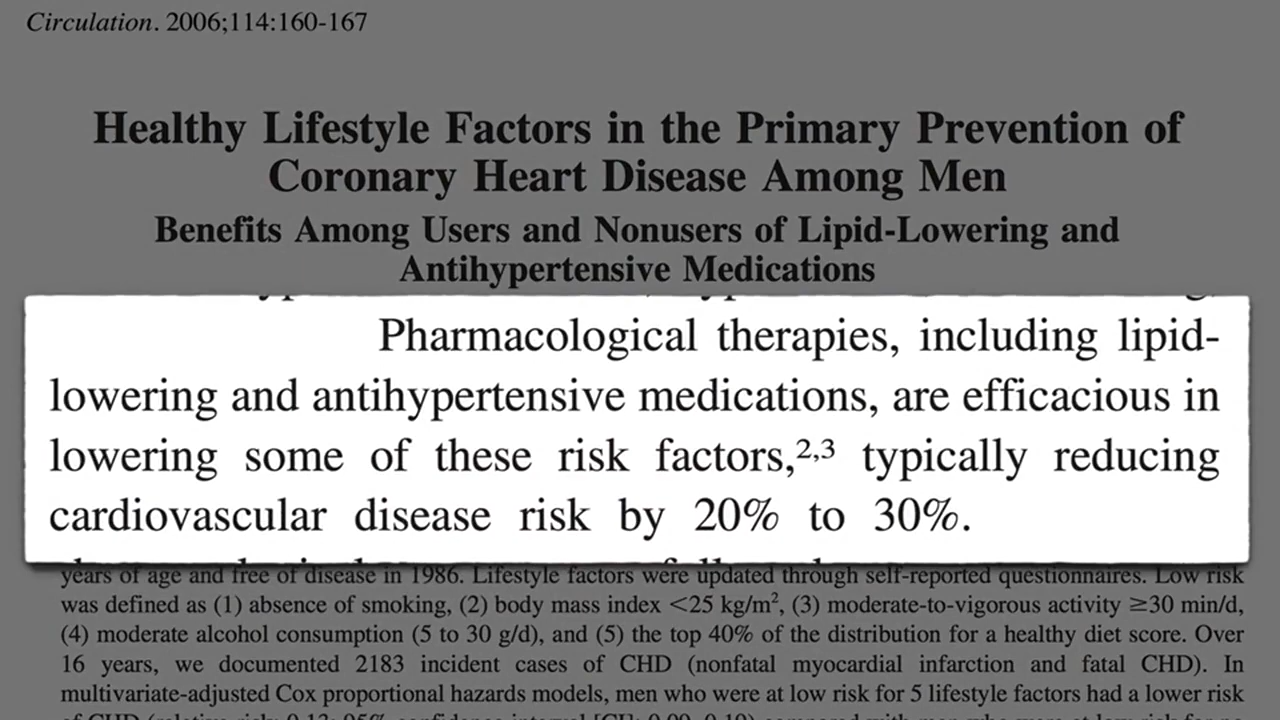 Circulation. 2006;114:160-167
Healthy Lifestyle Factors in the Primary Prevention of
Coronary Heart Disease Among Men
Benefits Among Users and Nonusers of Lipid-Lowering and
Antihypertensive Medications
Pharmacological therapies, including lipid-
lowering and antihypertensive medications, are efficacious in
lowering some of these risk factors,2,3 typically reducing
cardiovascular disease risk by 20% to 30%.
years of age and free of disease in 1986. Lifestyle factors were updated through self-reported questionnaires. Low risk
was defined as (1) absence of smoking, (2) body mass index <25 kg/m², (3) moderate-to-vigorous activity ≥30 min/d,
(4) moderate alcohol consumption (5 to 30 g/d), and (5) the top 40% of the distribution for a healthy diet score. Over
16 years, we documented 2183 incident cases of CHD (nonfatal myocardial infarction and fatal CHD). In
multivariate-adjusted Cox proportional hazards models, men who were at low risk for 5 lifestyle factors had a lower risk